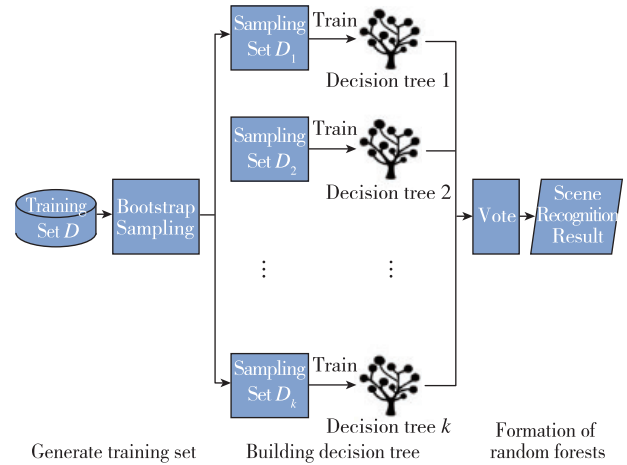 Training
Set D
Bootstrap
Sampling
Sampling
Set D1
Train
Decision tree 1
Sampling
Set D2
Train
Decision tree 2
⋮
⋮
Sampling
Set Dk
Train
Decision tree k
Vote
Scene
Recognition
Result
Generate training set
Building decision tree
Formation of
random forests